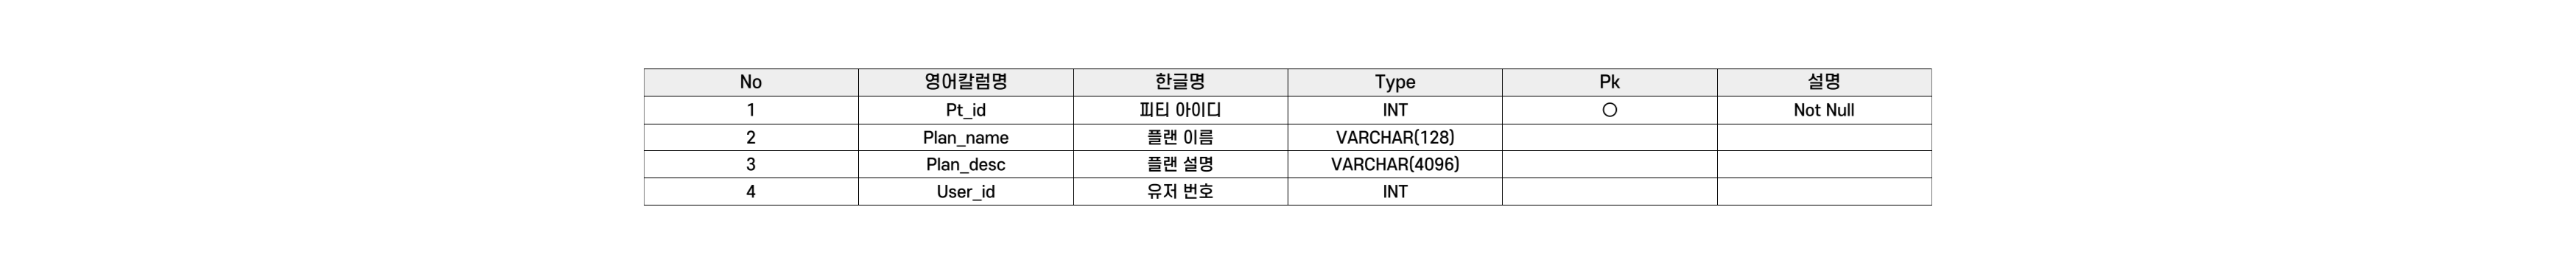 No 영어칼럼명 한글명 Type Pk 설명
1 Pt_id 피티 아이디 INT ○ Not Null
2 Plan_name 플랜 이름 VARCHAR(128)
3 Plan_desc 플랜 설명 VARCHAR(4096)
4 User_id 유저 번호 INT